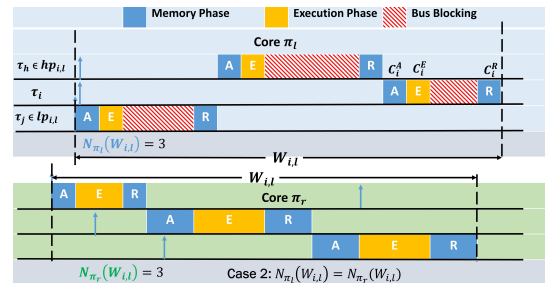 Memory Phase Execution Phase Bus Blocking
Core π_l
τ_h ∈ hp_{i,l} A E R C_i^A C_i^E C_i^R
τ_i A E R
τ_j ∈ lp_{i,l} A E R
N_{π_l}(W_{i,l}) = 3
W_{i,l}
W_{i,l}
A E R Core π_r
A E R
A E R
N_{π_r}(W_{i,l}) = 3 Case 2: N_{π_l}(W_{i,l}) = N_{π_r}(W_{i,l})